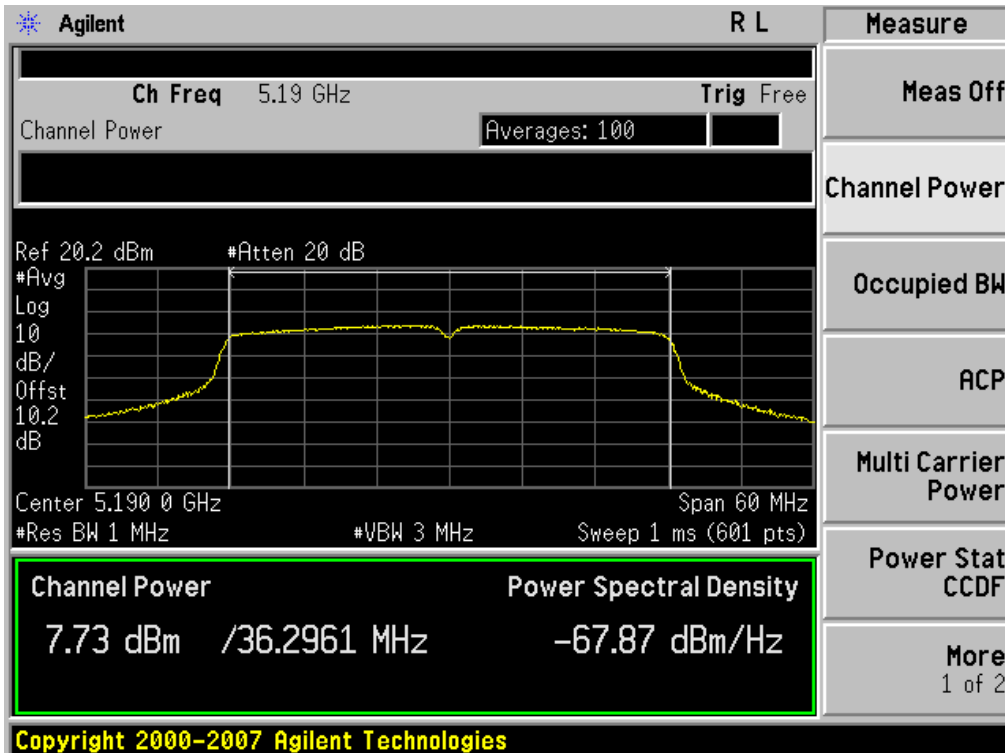 Agilent R L
Ch Freq 5.19 GHz Trig Free
Channel Power Averages: 100
Ref 20.2 dBm #Atten 20 dB
#Avg
Log
10
dB/
Offst
10.2
dB
Center 5.190 0 GHz Span 60 MHz
#Res BW 1 MHz #VBW 3 MHz Sweep 1 ms (601 pts)
Channel Power Power Spectral Density
7.73 dBm /36.2961 MHz -67.87 dBm/Hz
Copyright 2000-2007 Agilent Technologies
Measure
Meas Off
Channel Power
Occupied BW
ACP
Multi Carrier
Power
Power Stat
CCDF
More
1 of 2